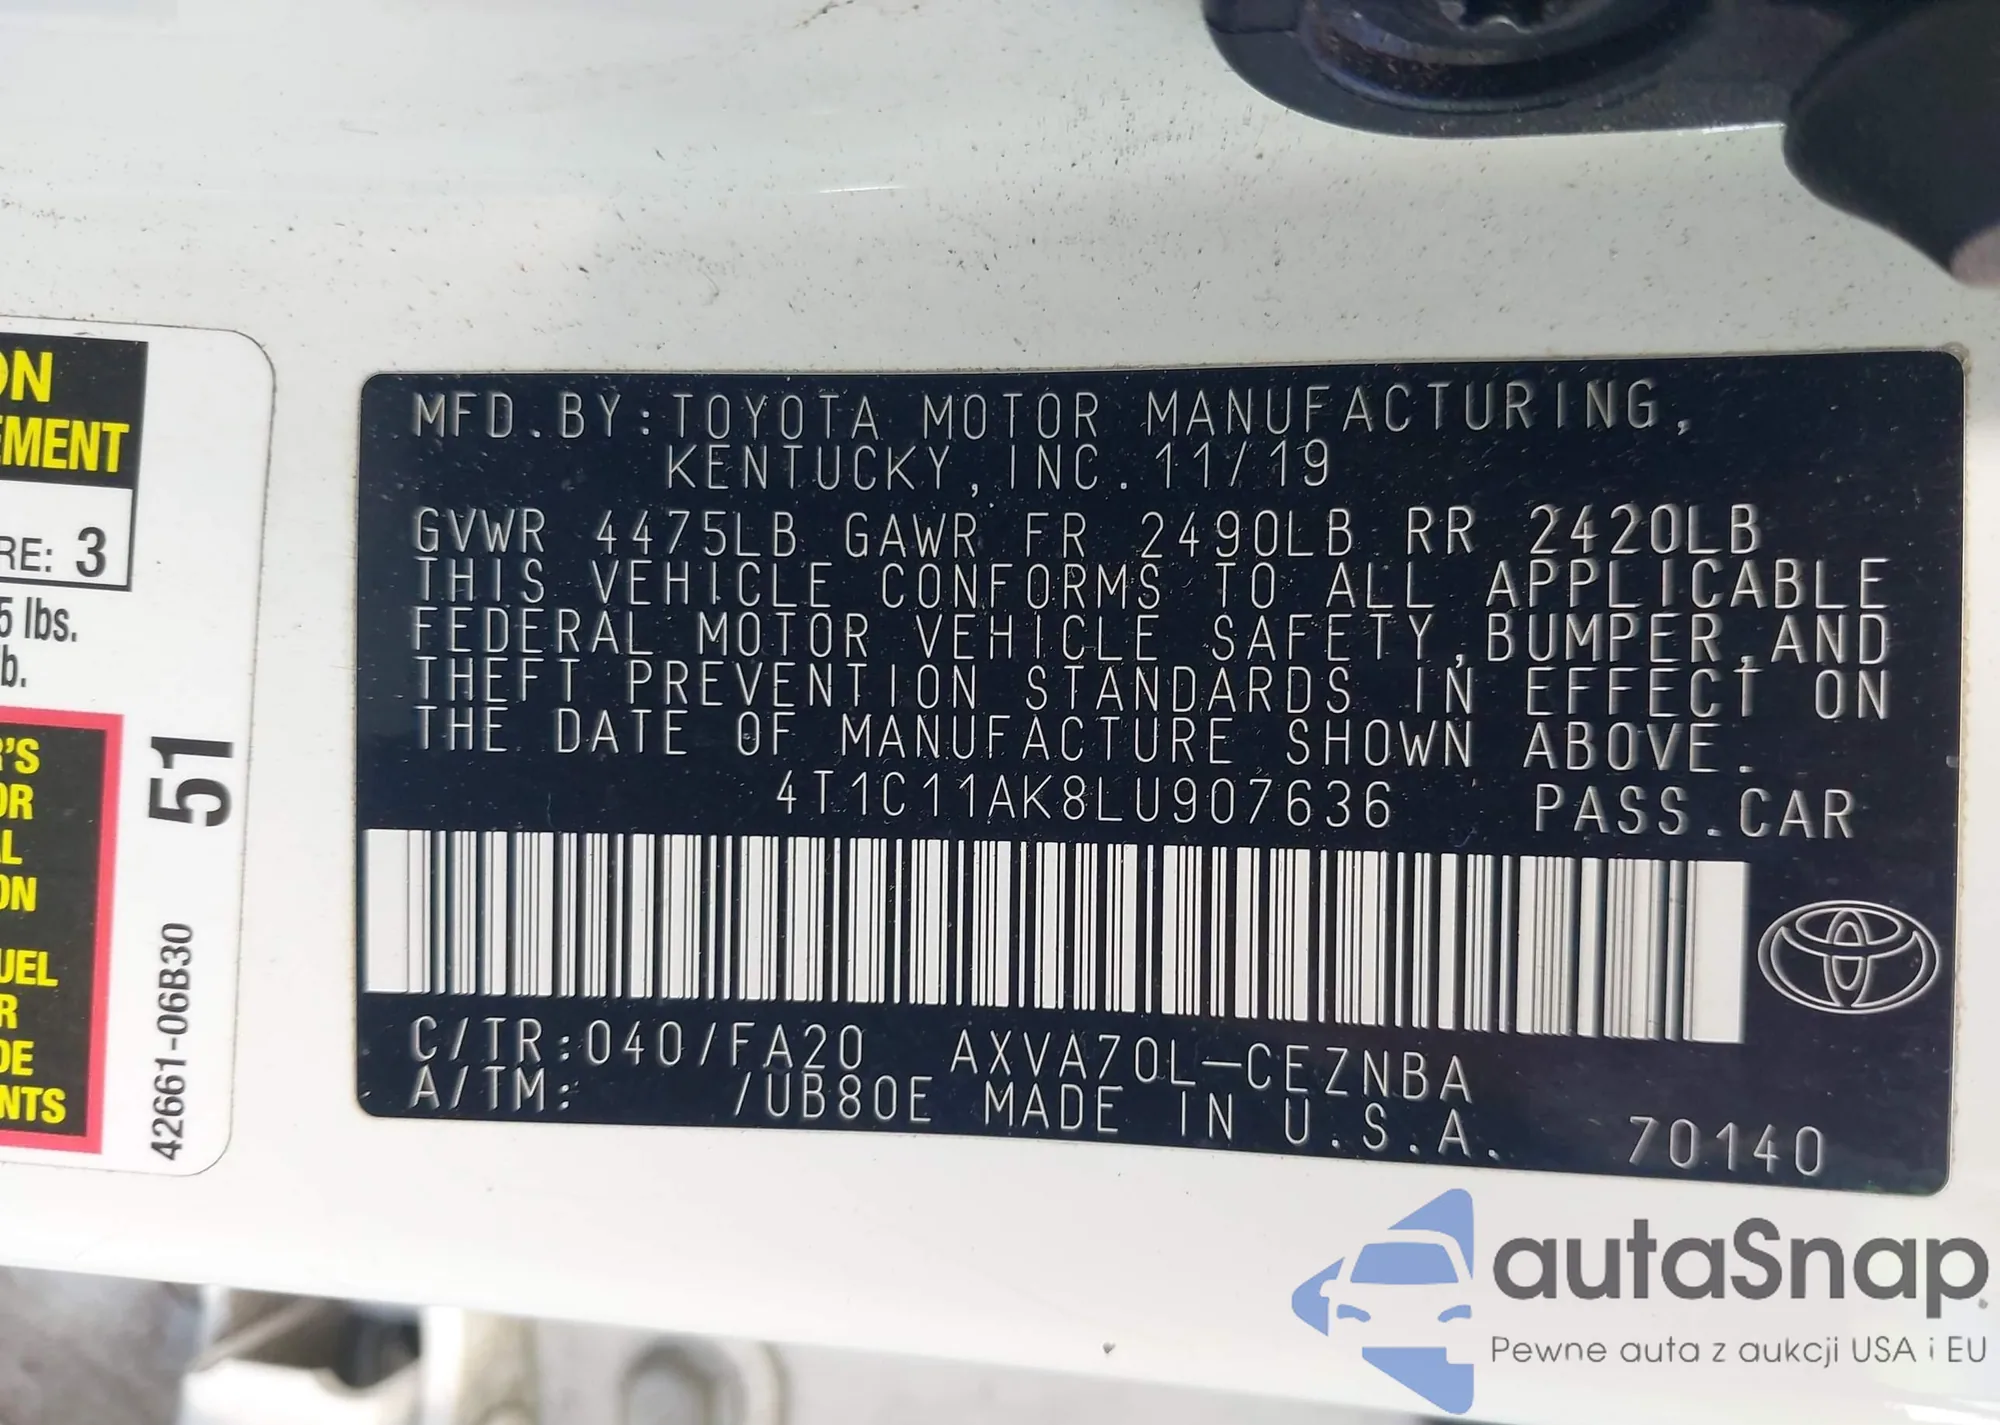 ON
EMENT
RE: 3
5 lbs.
b.
R'S
OR
AL
ON
UEL
R
DE
NTS
51
42661-06B30
MFD.BY:TOYOTA MOTOR MANUFACTURING,
KENTUCKY,INC.11/19
GVWR 4475LB GAWR FR 2490LB RR 2420LB
THIS VEHICLE CONFORMS TO ALL APPLICABLE
FEDERAL MOTOR VEHICLE SAFETY,BUMPER,AND
THEFT PREVENTION STANDARDS IN EFFECT ON
THE DATE OF MANUFACTURE SHOWN ABOVE.
4T1C11AK8LU907636 PASS.CAR
C/TR:040/FA20 AXVA70L-CEZNBA
A/TM: /UB80E MADE IN U.S.A. 70140
autaSnap.
Pewne auta z aukcji USA i EU